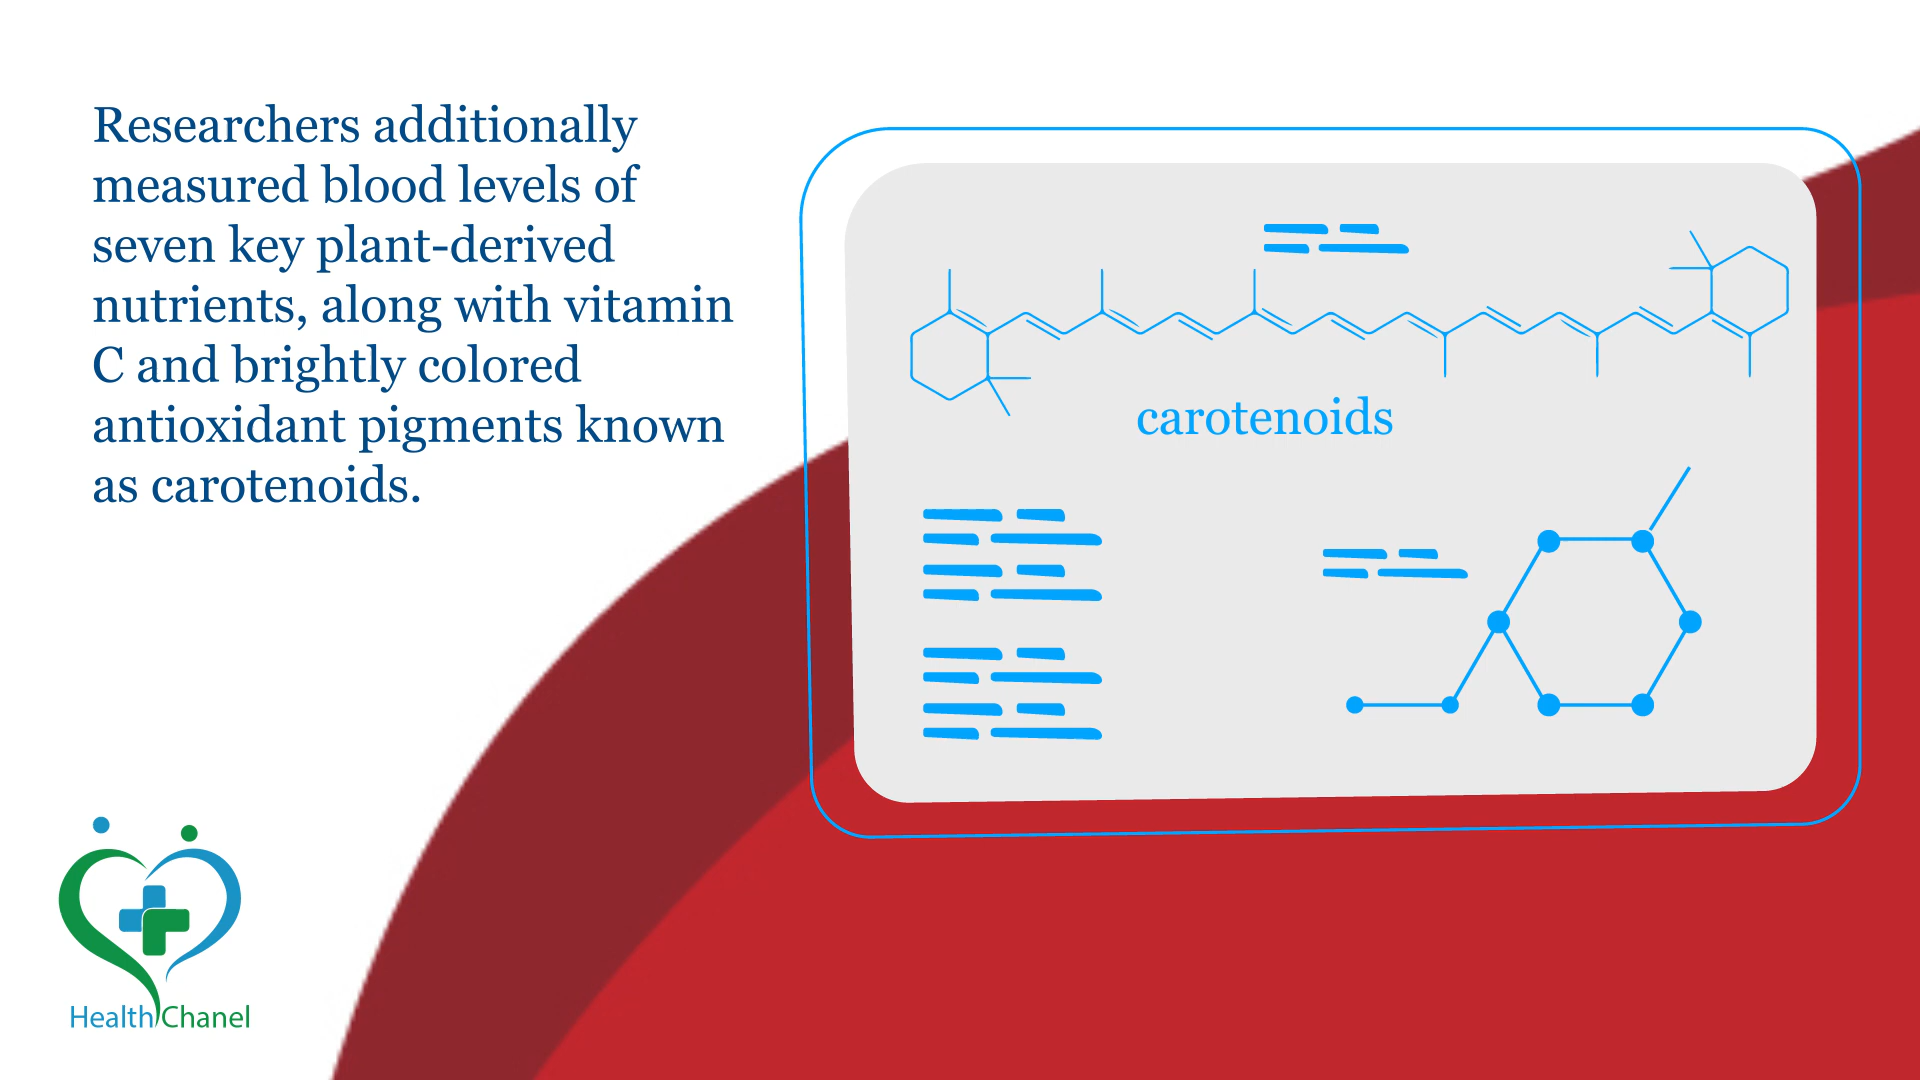 Researchers additionally
measured blood levels of
seven key plant-derived
nutrients, along with vitamin
C and brightly colored
antioxidant pigments known
as carotenoids.
carotenoids
Health Chanel